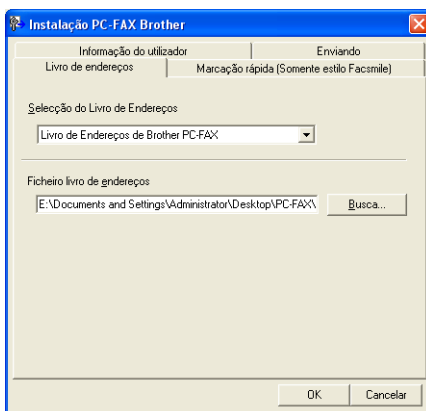 Instalação PC-FAX Brother
Informação do utilizador
Enviando
Livro de endereços
Marcação rápida (Somente estilo Facsmile)
Selecção do Livro de Endereços
Livro de Endereços de Brother PC-FAX
Ficheiro livro de endereços
E:\Documents and Settings\Administrator\Desktop\PC-FAX\
Busca...
OK
Cancelar